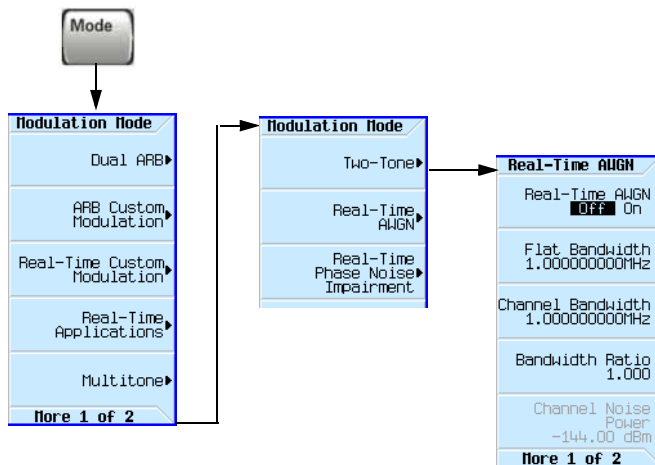 Mode
Modulation Mode
Dual ARB
ARB Custom
Modulation
Real-Time Custom
Modulation
Real-Time
Applications
Multitone
More 1 of 2
Modulation Mode
Two-Tone
Real-Time
AWGN
Real-Time
Phase Noise
Impairment
Real-Time AWGN
Real-Time AWGN
Off On
Flat Bandwidth
1.000000000MHz
Channel Bandwidth
1.000000000MHz
Bandwidth Ratio
1.000
Channel Noise
Power
-144.00 dBm
More 1 of 2